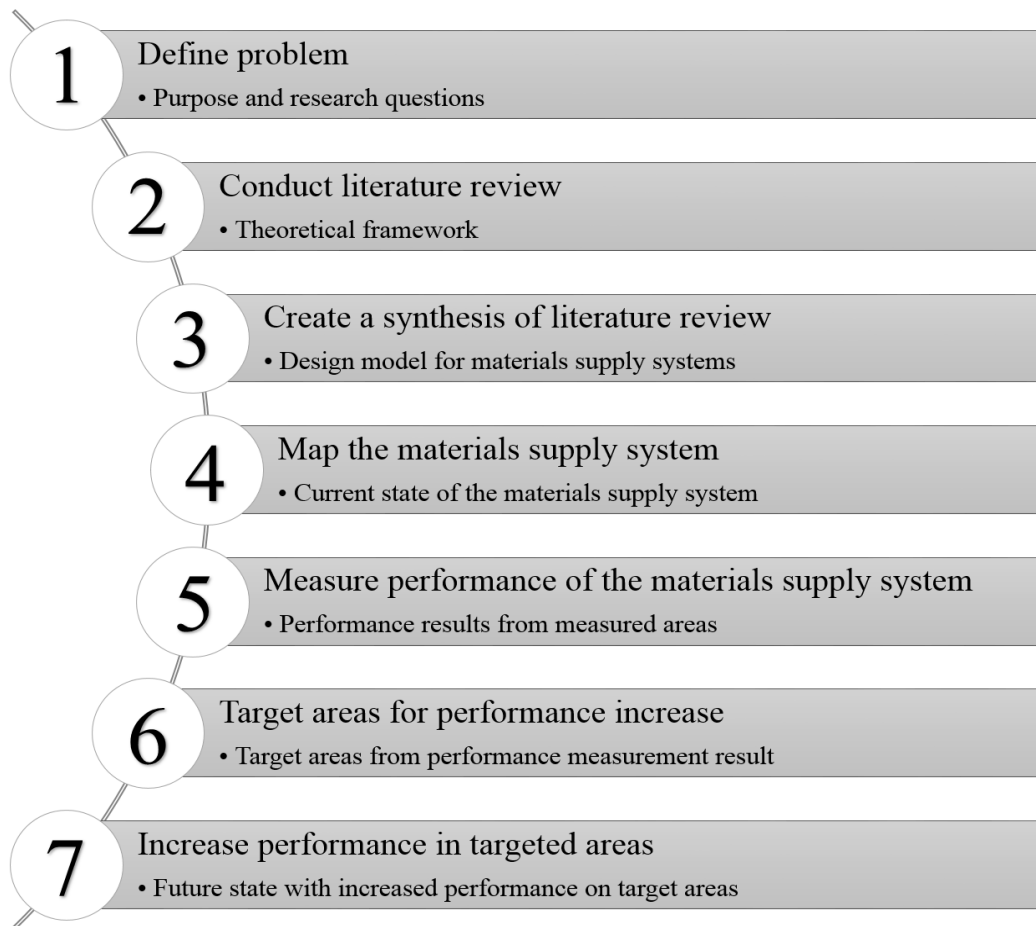 1
Define problem
• Purpose and research questions
2
Conduct literature review
• Theoretical framework
3
Create a synthesis of literature review
• Design model for materials supply systems
4
Map the materials supply system
• Current state of the materials supply system
5
Measure performance of the materials supply system
• Performance results from measured areas
6
Target areas for performance increase
• Target areas from performance measurement result
7
Increase performance in targeted areas
• Future state with increased performance on target areas